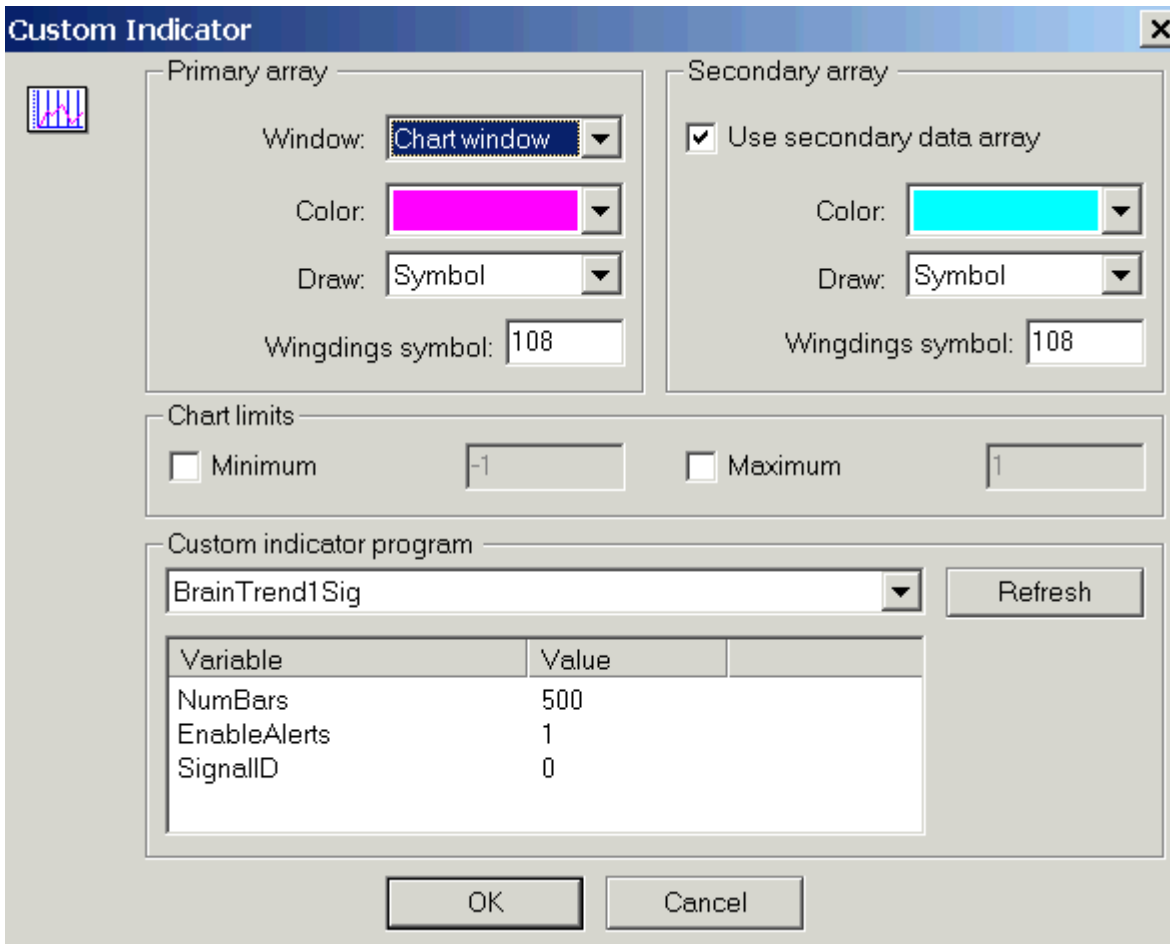 Custom Indicator
Primary array
Window: Chart window
Color:
Draw: Symbol
Wingdings symbol: 108
Secondary array
Use secondary data array
Color:
Draw: Symbol
Wingdings symbol: 108
Chart limits
Minimum -1 Maximum 1
Custom indicator program
BrainTrend1Sig Refresh
Variable Value
NumBars 500
EnableAlerts 1
SignalID 0
OK Cancel